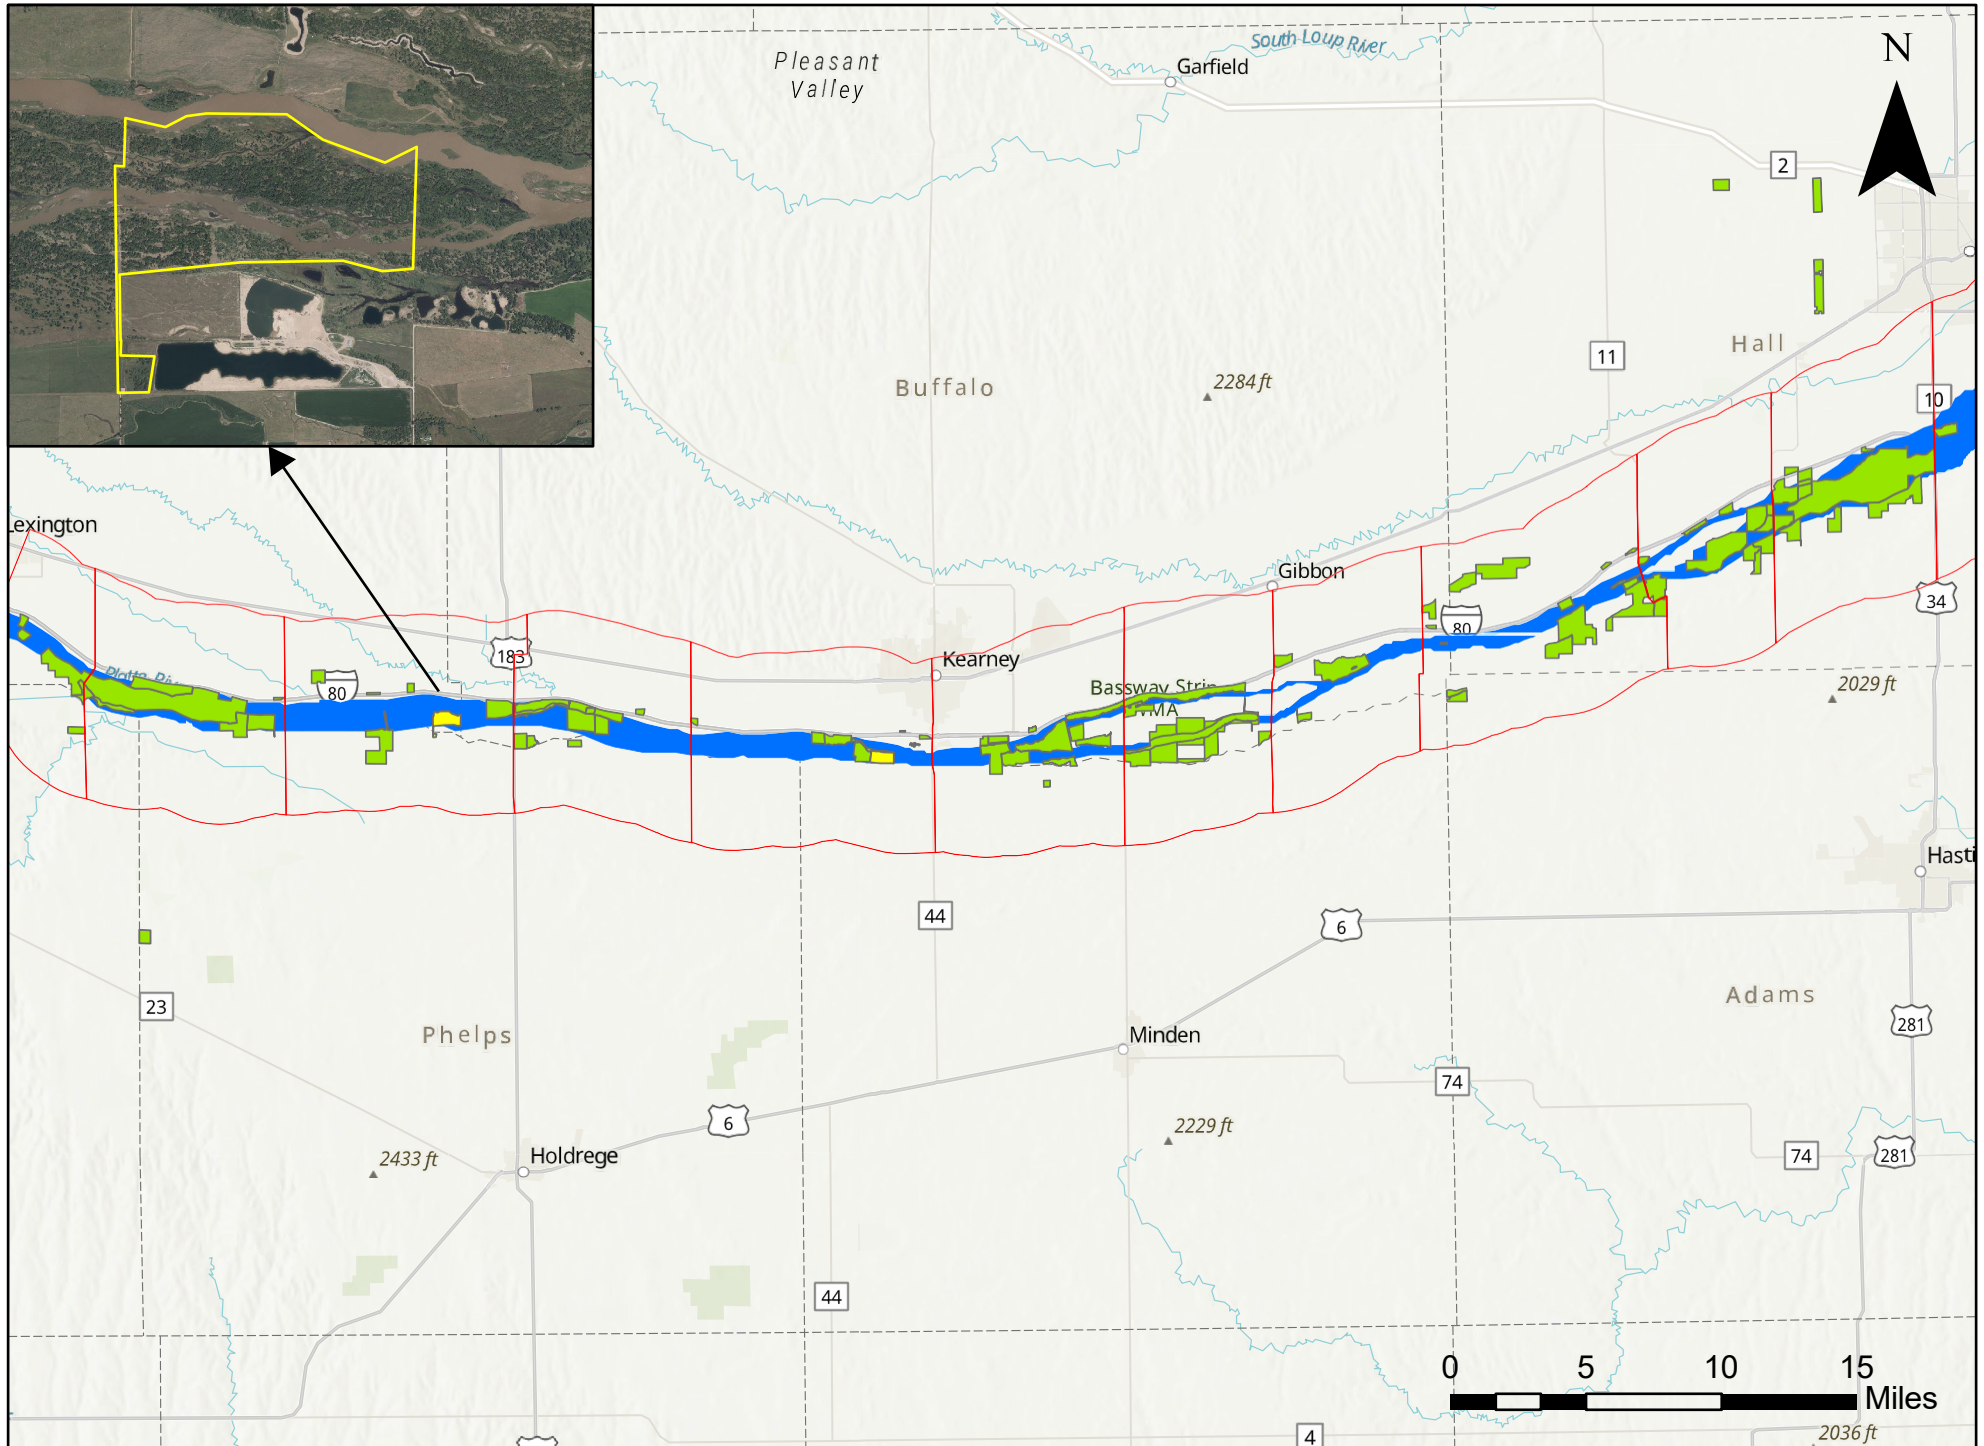 Pleasant
Valley
South Loup River
Garfield
N
2
Hall
11
Buffalo
2284 ft
10
Lexington
Gibbon
34
80
183
Kearney
Platte Riv
80
Bassway Strip
WMA
2029 ft
Hasti
44
6
23
Adams
Phelps
281
Minden
74
6
2229 ft
Holdrege
2433 ft
74
281
44
0 5 10 15
Miles
2036 ft
4